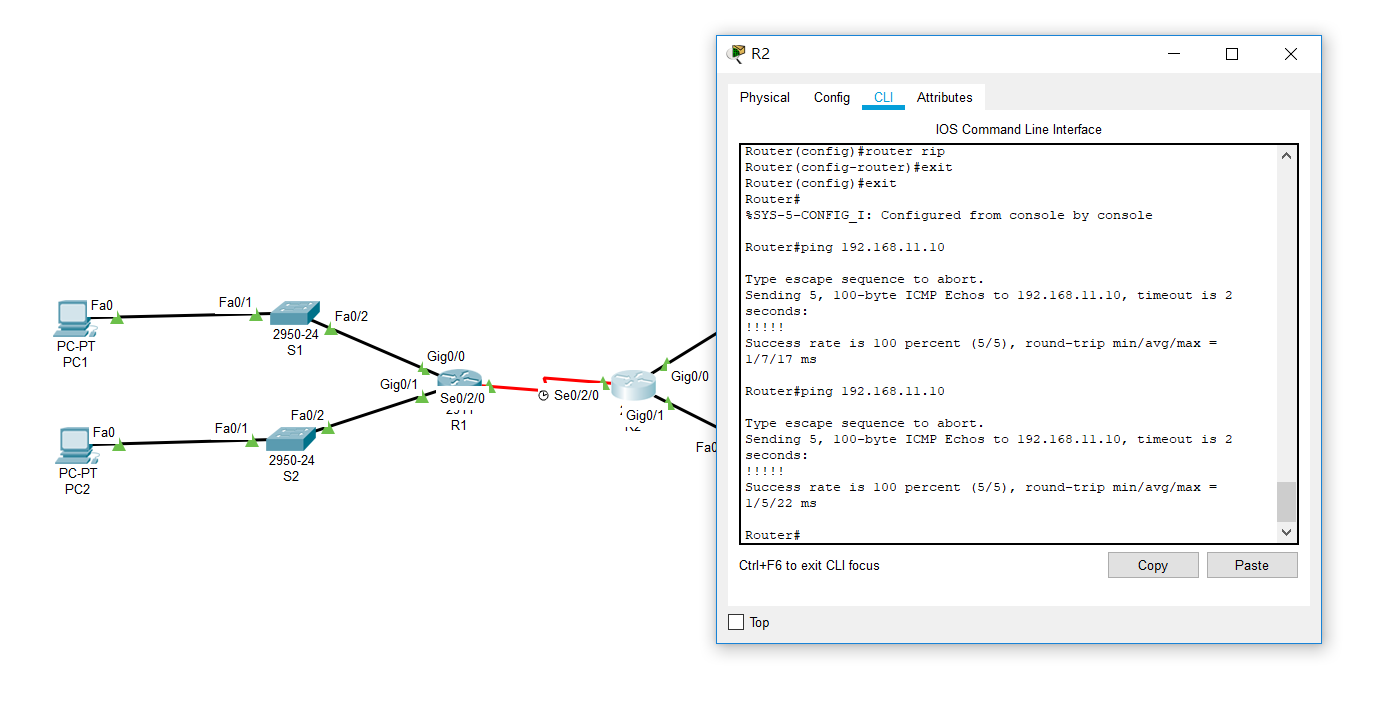 R2
Physical Config CLI Attributes
IOS Command Line Interface
Router(config)#router rip
Router(config-router)#exit
Router(config)#exit
Router#
%SYS-5-CONFIG_I: Configured from console by console
Router#ping 192.168.11.10
Type escape sequence to abort.
Sending 5, 100-byte ICMP Echos to 192.168.11.10, timeout is 2
seconds:
!!!!!
Success rate is 100 percent (5/5), round-trip min/avg/max =
1/7/17 ms
Router#ping 192.168.11.10
Type escape sequence to abort.
Sending 5, 100-byte ICMP Echos to 192.168.11.10, timeout is 2
seconds:
!!!!!
Success rate is 100 percent (5/5), round-trip min/avg/max =
1/5/22 ms
Router#
Ctrl+F6 to exit CLI focus
Copy
Paste
Top
Fa0
PC-PT
PC1
Fa0/1
Fa0/2
2950-24
S1
Gig0/0
Gig0/1
Se0/2/0
R1
Se0/2/0
Gig0/0
Gig0/1
Fa0
PC-PT
PC2
Fa0/1
Fa0/2
2950-24
S2